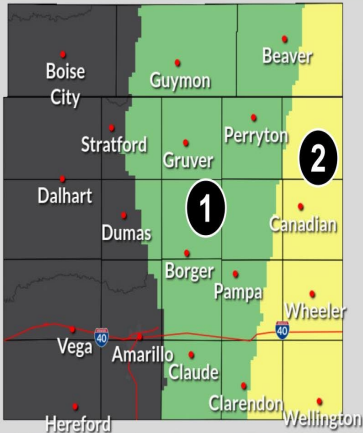 Beaver
Boise
City
Guymon
Perryton
Stratford
Gruver
2
Dalhart
1
Dumas
Canadian
Borger
Pampa
Wheeler
40
40
Vega
Amarillo
Claude
Clarendon
Hereford
Wellington